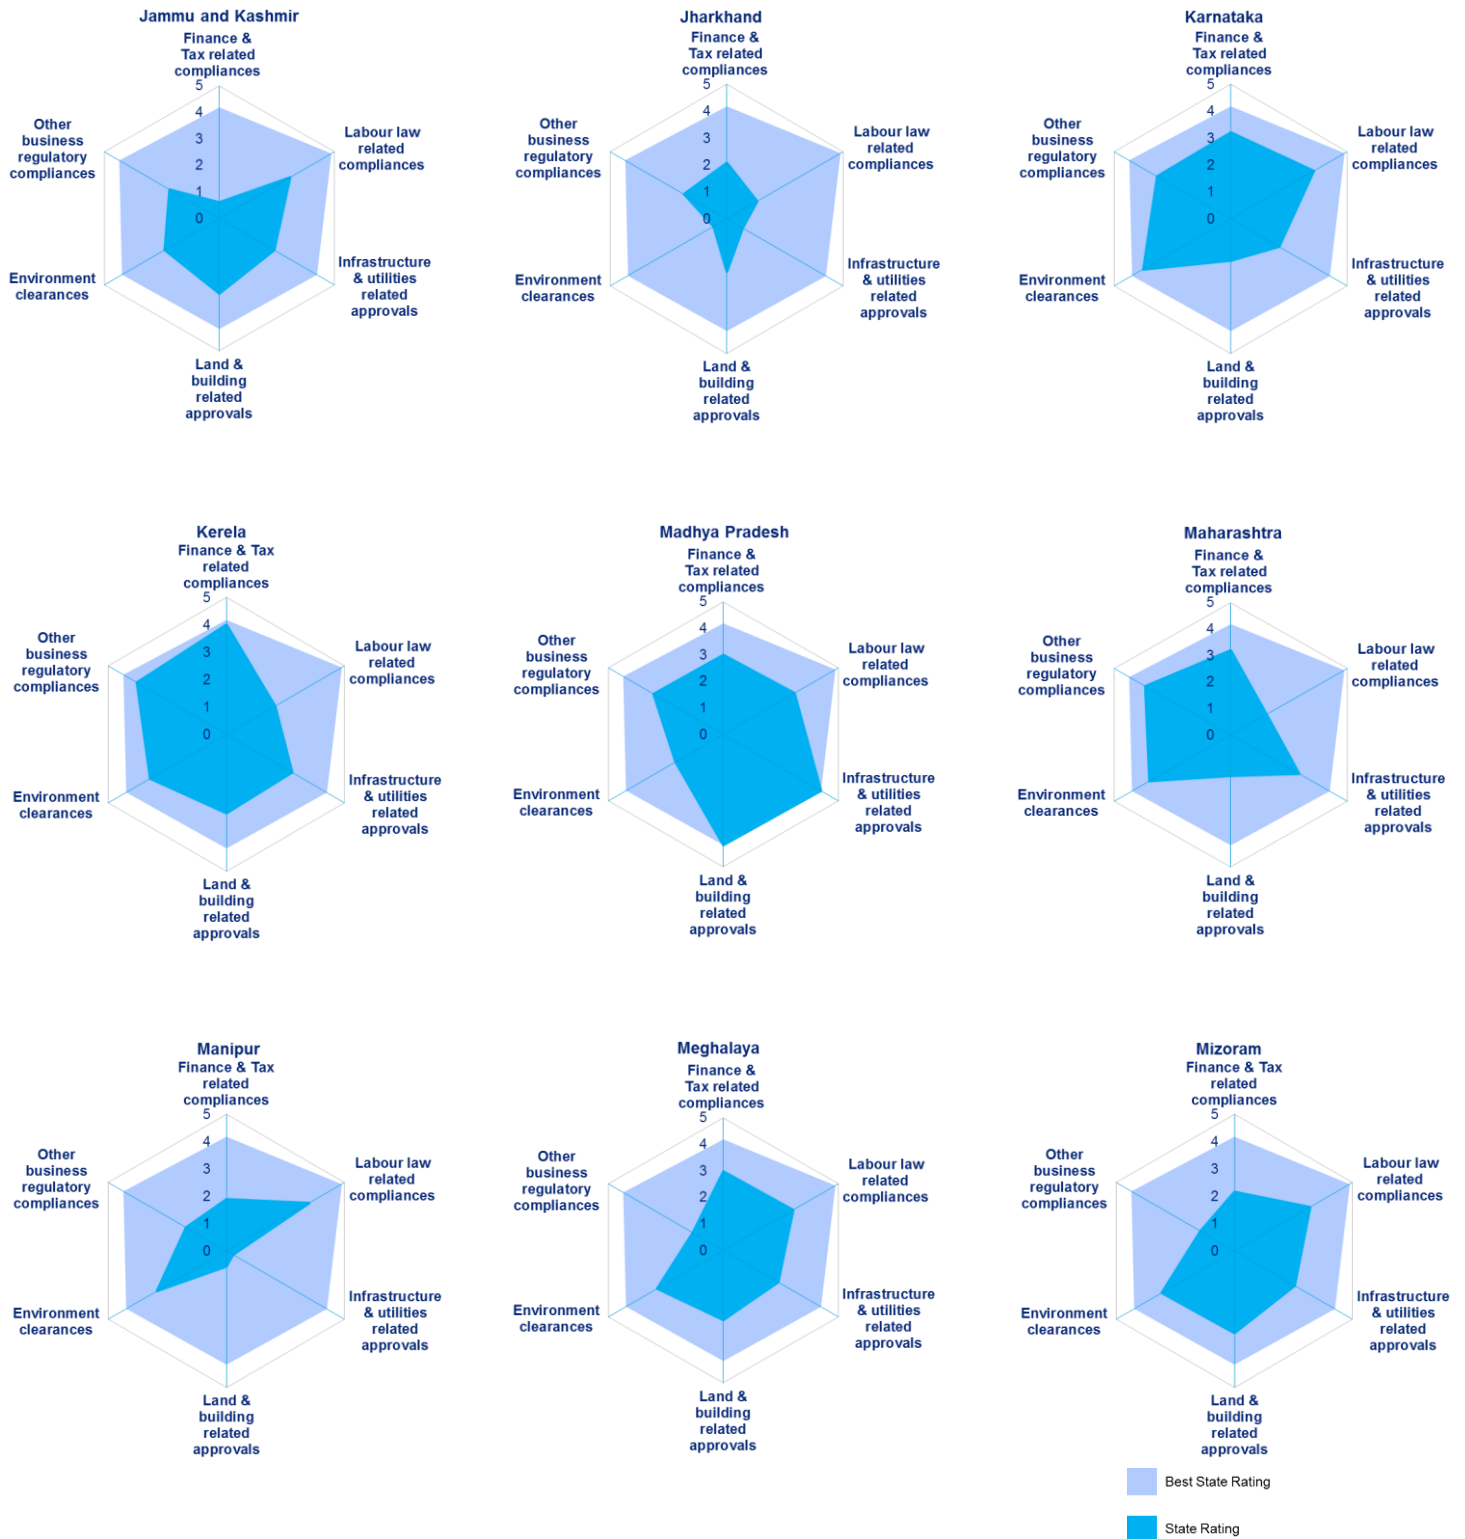 Jammu and Kashmir
Finance &
Tax related
compliances
5
4
3
2
1
0
Labour law
related
compliances
Infrastructure
& utilities
related
approvals
Land &
building
related
approvals
Environment
clearances
Other
business
regulatory
compliances
Jharkhand
Finance &
Tax related
compliances
5
4
3
2
1
0
Labour law
related
compliances
Infrastructure
& utilities
related
approvals
Land &
building
related
approvals
Environment
clearances
Other
business
regulatory
compliances
Karnataka
Finance &
Tax related
compliances
5
4
3
2
1
0
Labour law
related
compliances
Infrastructure
& utilities
related
approvals
Land &
building
related
approvals
Environment
clearances
Other
business
regulatory
compliances
Kerela
Finance & Tax
related
compliances
5
4
3
2
1
0
Labour law
related
compliances
Infrastructure
& utilities
related
approvals
Land &
building
related
approvals
Environment
clearances
Other
business
regulatory
compliances
Madhya Pradesh
Finance &
Tax related
compliances
5
4
3
2
1
0
Labour law
related
compliances
Infrastructure
& utilities
related
approvals
Land &
building
related
approvals
Environment
clearances
Other
business
regulatory
compliances
Maharashtra
Finance &
Tax related
compliances
5
4
3
2
1
0
Labour law
related
compliances
Infrastructure
& utilities
related
approvals
Land &
building
related
approvals
Environment
clearances
Other
business
regulatory
compliances
Manipur
Finance & Tax
related
compliances
5
4
3
2
1
0
Labour law
related
compliances
Infrastructure
& utilities
related
approvals
Land &
building
related
approvals
Environment
clearances
Other
business
regulatory
compliances
Meghalaya
Finance &
Tax related
compliances
5
4
3
2
1
0
Labour law
related
compliances
Infrastructure
& utilities
related
approvals
Land &
building
related
approvals
Environment
clearances
Other
business
regulatory
compliances
Mizoram
Finance & Tax
related
compliances
5
4
3
2
1
0
Labour law
related
compliances
Infrastructure
& utilities
related
approvals
Land &
building
related
approvals
Environment
clearances
Other
business
regulatory
compliances
Best State Rating
State Rating